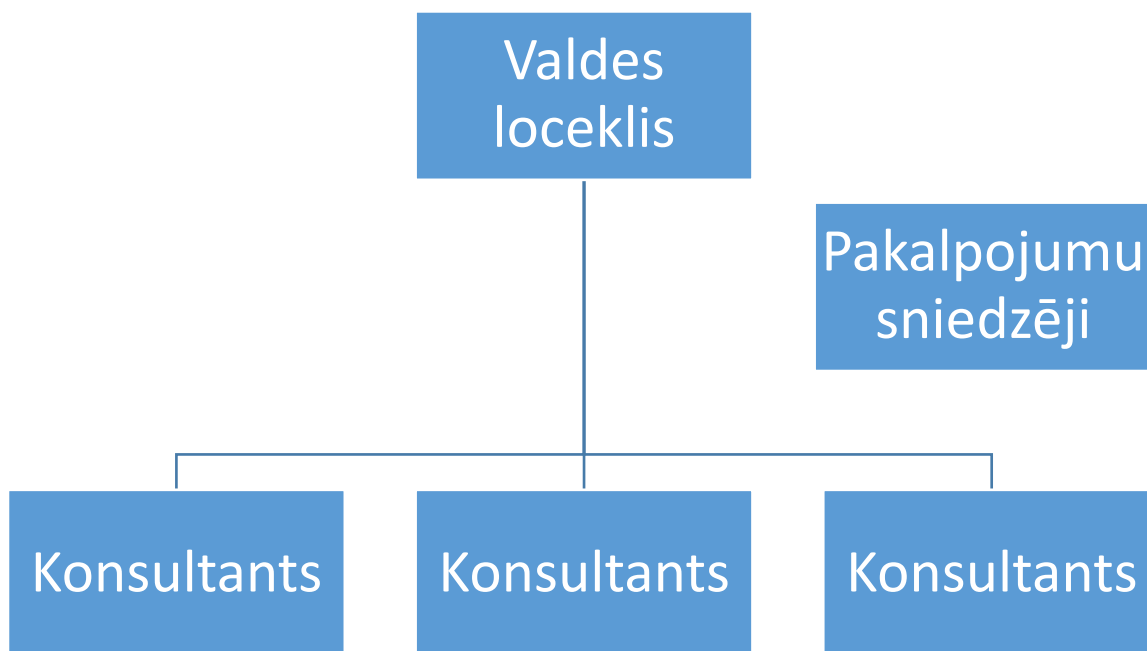 Valdes
loceklis
Pakalpojumu
sniedzēji
Konsultants
Konsultants
Konsultants